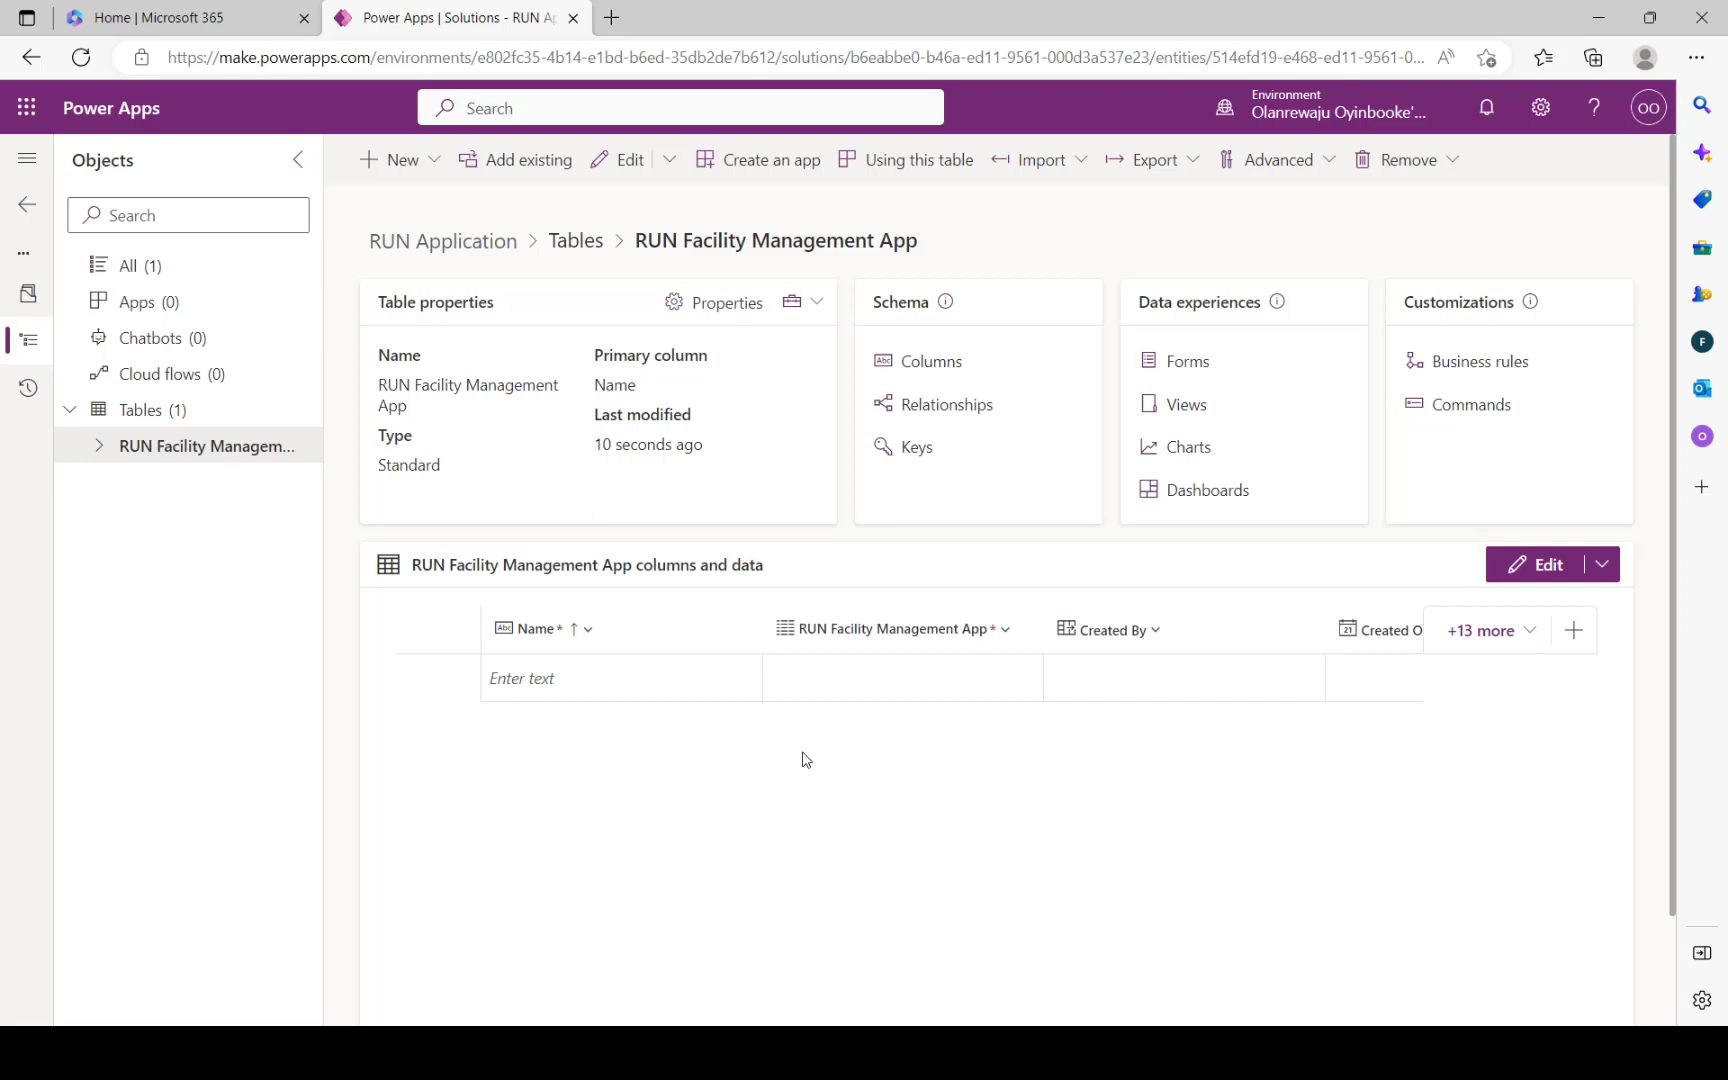 Home | Microsoft 365
Power Apps | Solutions - RUN Ap
https://make.powerapps.com/environments/e802fc35-4b14-e1bd-b6ed-35db2de7b612/solutions/b6eabbe0-b46a-ed11-9561-000d3a537e23/entities/514efd19-e468-ed11-9561-0...
Power Apps
Search
Environment
Olanrewaju Oyinbooke'...
?
OO
Objects
New
Add existing
Edit
Create an app
Using this table
Import
Export
Advanced
Remove
Search
All (1)
Apps (0)
Chatbots (0)
Cloud flows (0)
Tables (1)
RUN Facility Managem...
RUN Application > Tables > RUN Facility Management App
Table properties
Properties
Name
RUN Facility Management
App
Type
Standard
Primary column
Name
Last modified
10 seconds ago
Schema
Columns
Relationships
Keys
Data experiences
Forms
Views
Charts
Dashboards
Customizations
Business rules
Commands
RUN Facility Management App columns and data
Edit
Abc Name * ↑
RUN Facility Management App *
Created By
21 Created O
+13 more
Enter text
F
O